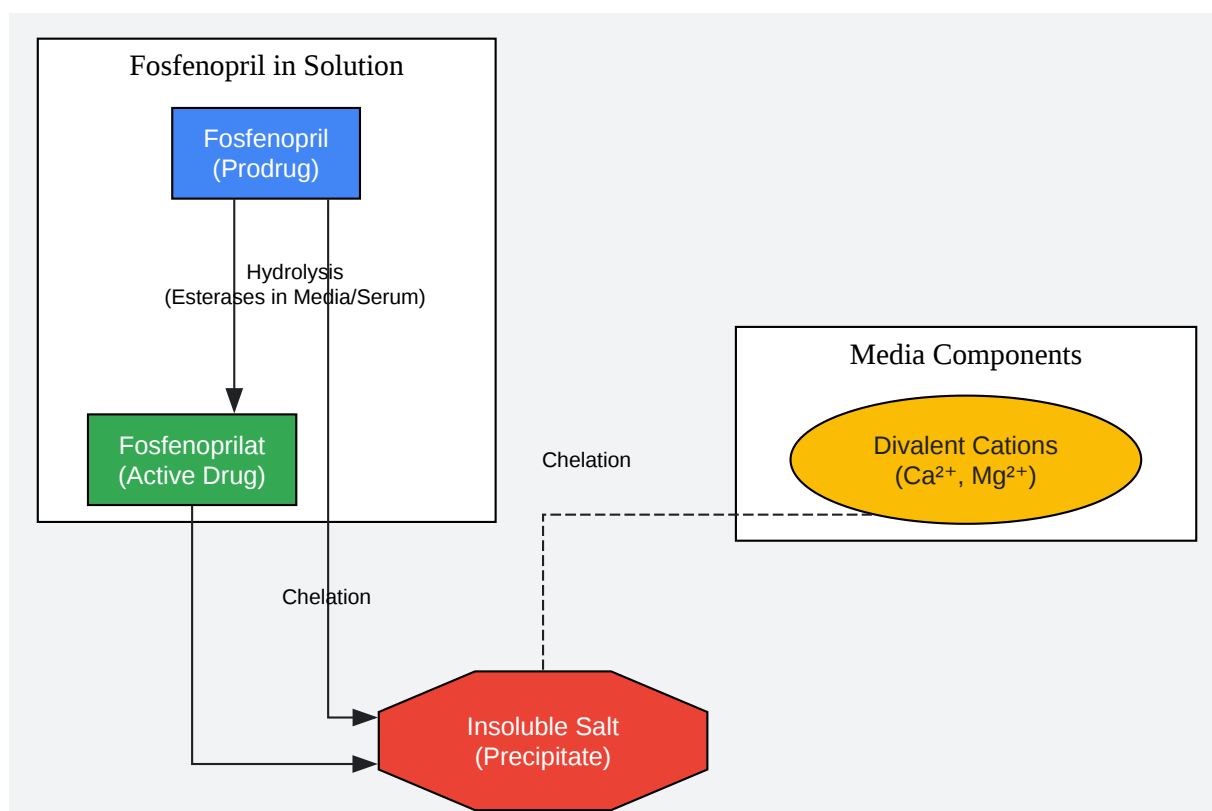 Fosfenopril in Solution
Fosfenopril
(Prodrug)
Hydrolysis
(Esterases in Media/Serum)
Fosfenoprilat
(Active Drug)
Media Components
Divalent Cations
(Ca²⁺, Mg²⁺)
Chelation
Chelation
Insoluble Salt
(Precipitate)